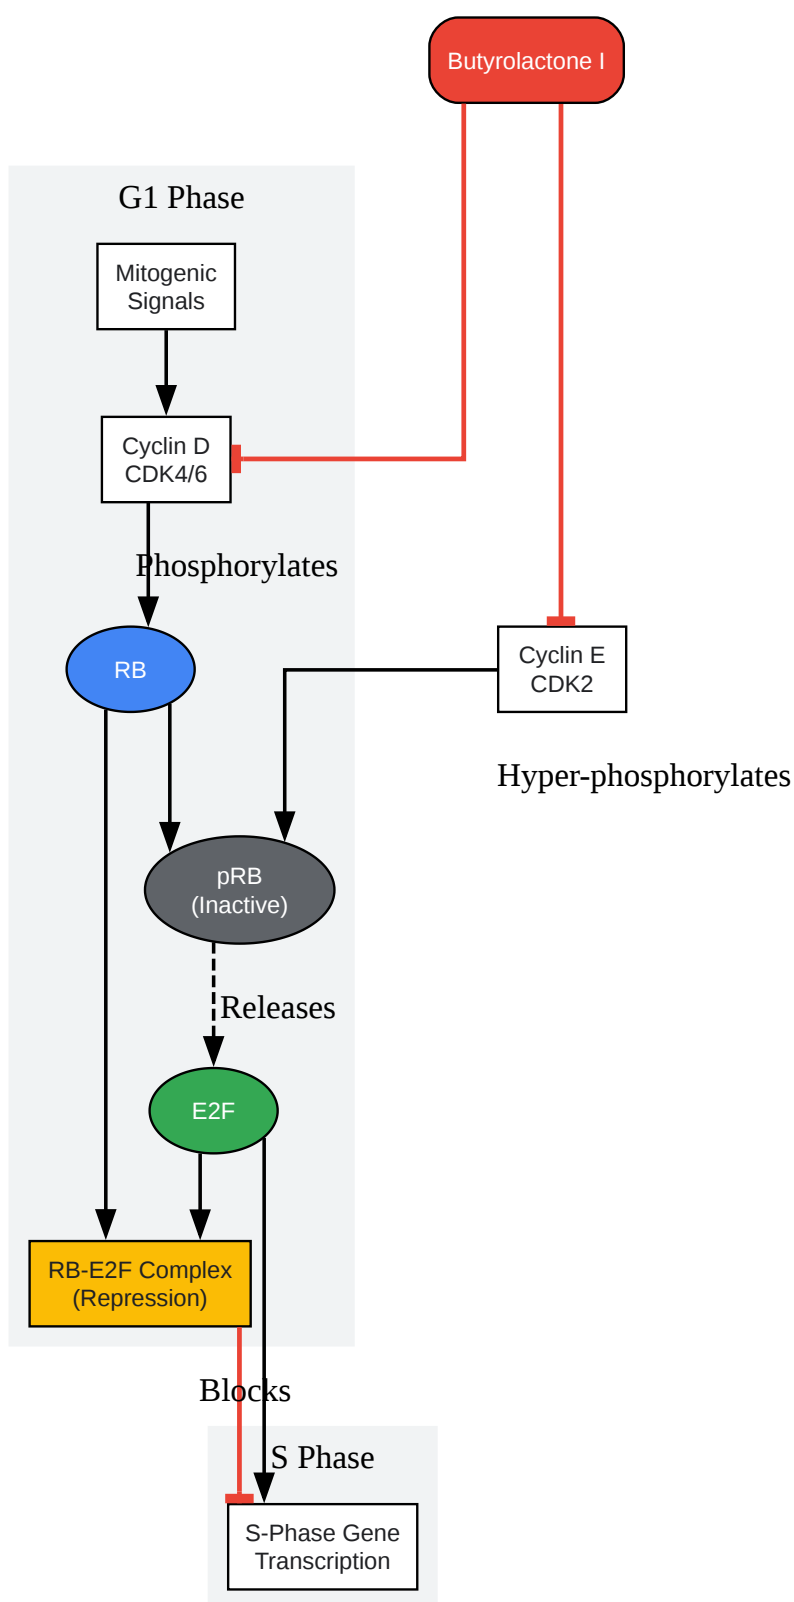 Butyrolactone I
G1 Phase
Mitogenic
Signals
Cyclin D
CDK4/6
Phosphorylates
RB
Cyclin E
CDK2
Hyper-phosphorylates
pRB
(Inactive)
Releases
E2F
RB-E2F Complex
(Repression)
Blocks
S Phase
S-Phase Gene
Transcription